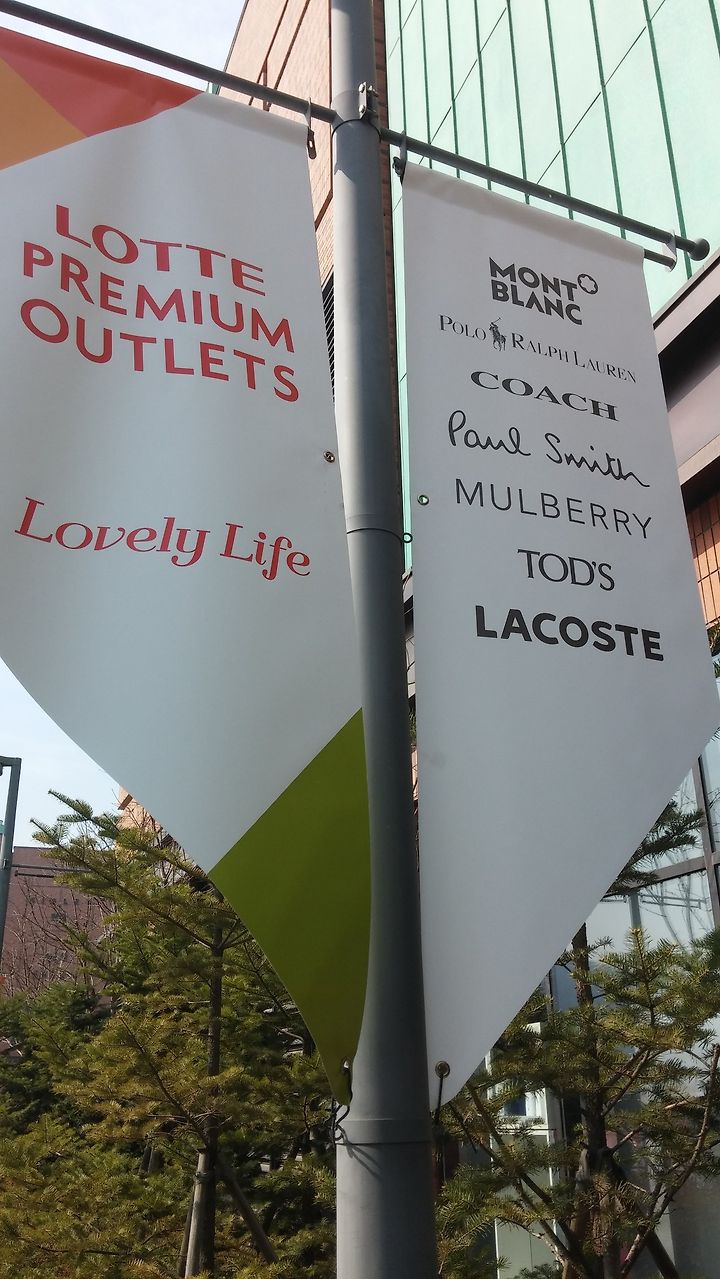 LOTTE
PREMIUM
OUTLETS
Lovely Life
MONT
BLANC
POLO RALPH LAUREN
COACH
Paul Smith
MULBERRY
TOD'S
LACOSTE